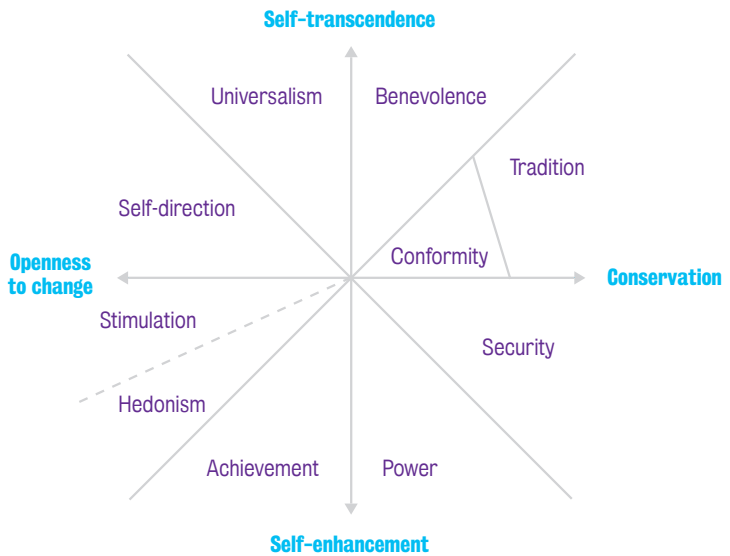 Self-transcendence
Universalism
Benevolence
Tradition
Self-direction
Conformity
Openness
to change
Conservation
Stimulation
Security
Hedonism
Achievement
Power
Self-enhancement